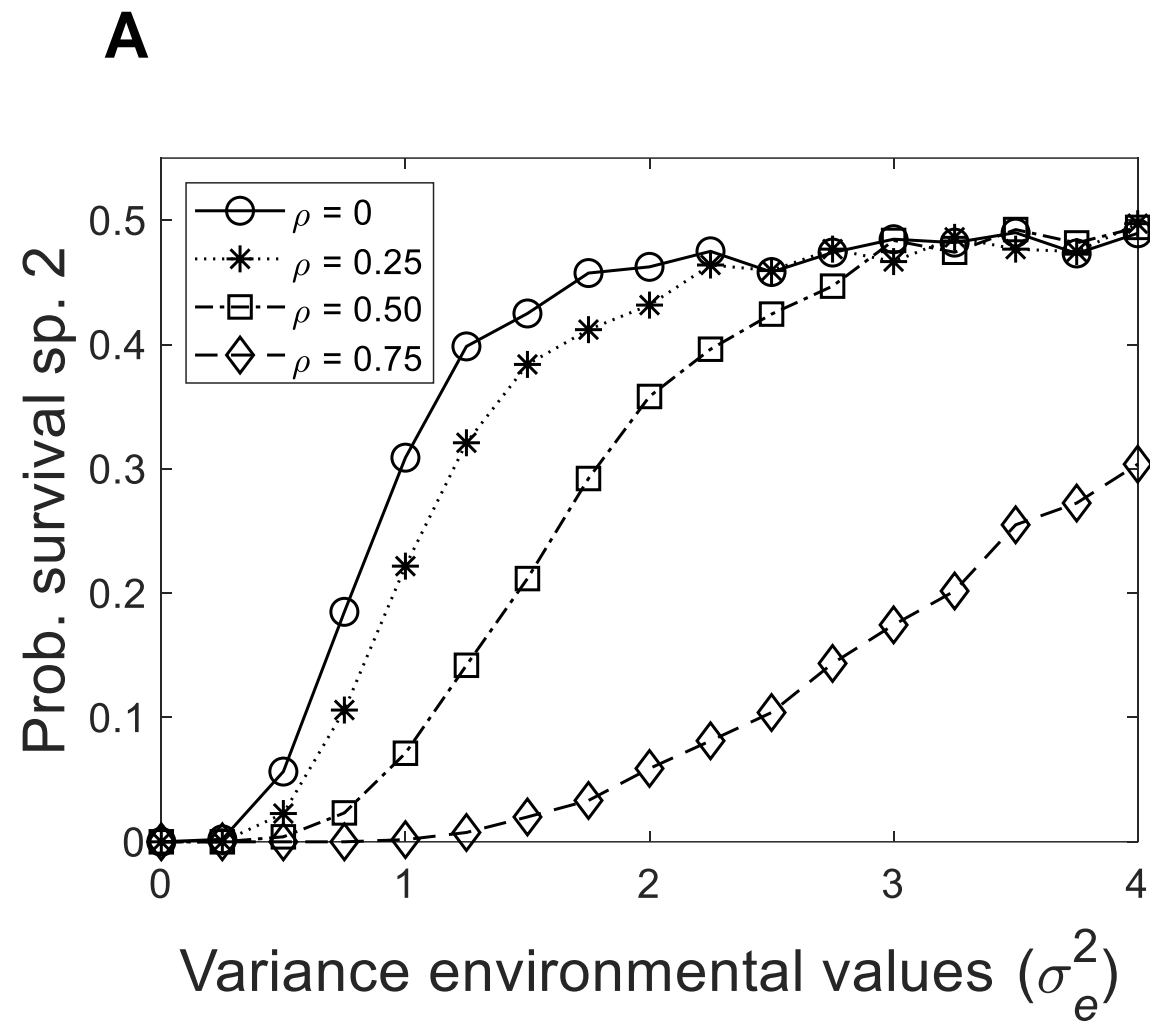 A
Prob. survival sp. 2
0.5
0.4
0.3
0.2
0.1
0
ρ = 0
ρ = 0.25
ρ = 0.50
ρ = 0.75
0 1 2 3 4
Variance environmental values (σ²ₑ)